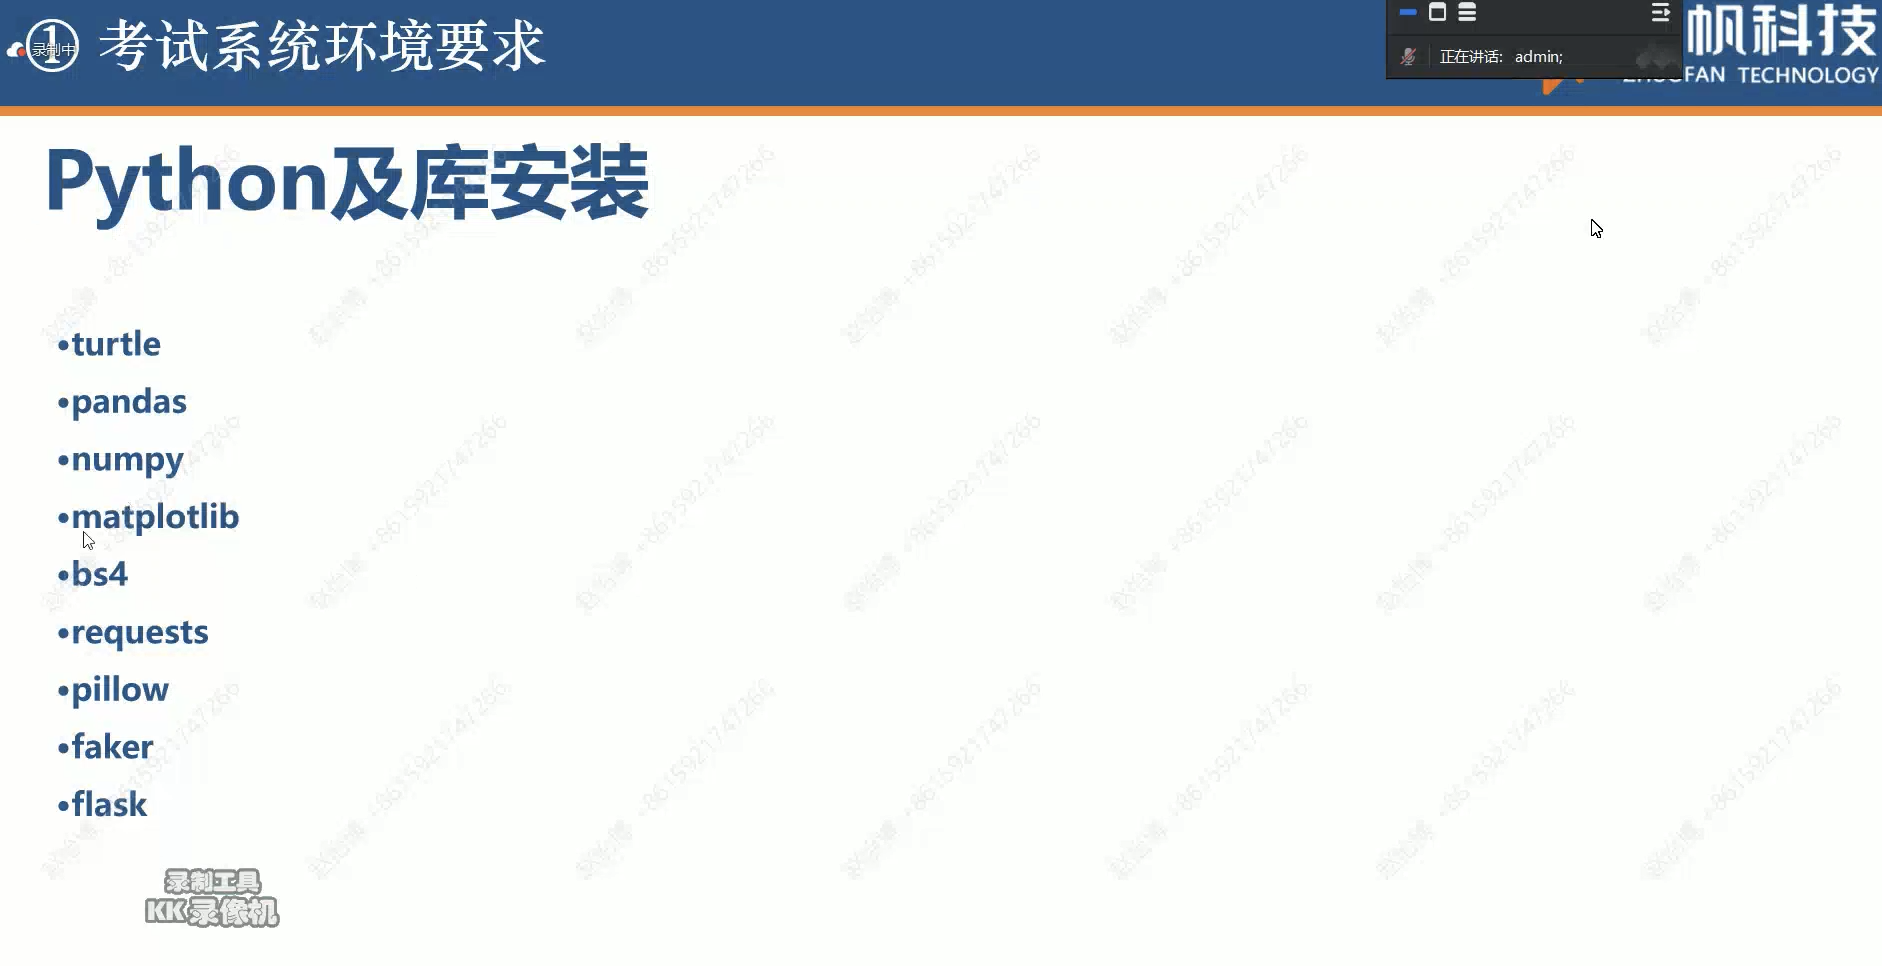 ① 考试系统环境要求
录制中
正在讲话: admin;
帆科技
FAN TECHNOLOGY
Python及库安装
•turtle
•pandas
•numpy
•matplotlib
•bs4
•requests
•pillow
•faker
•flask
录制工具
KK录像机